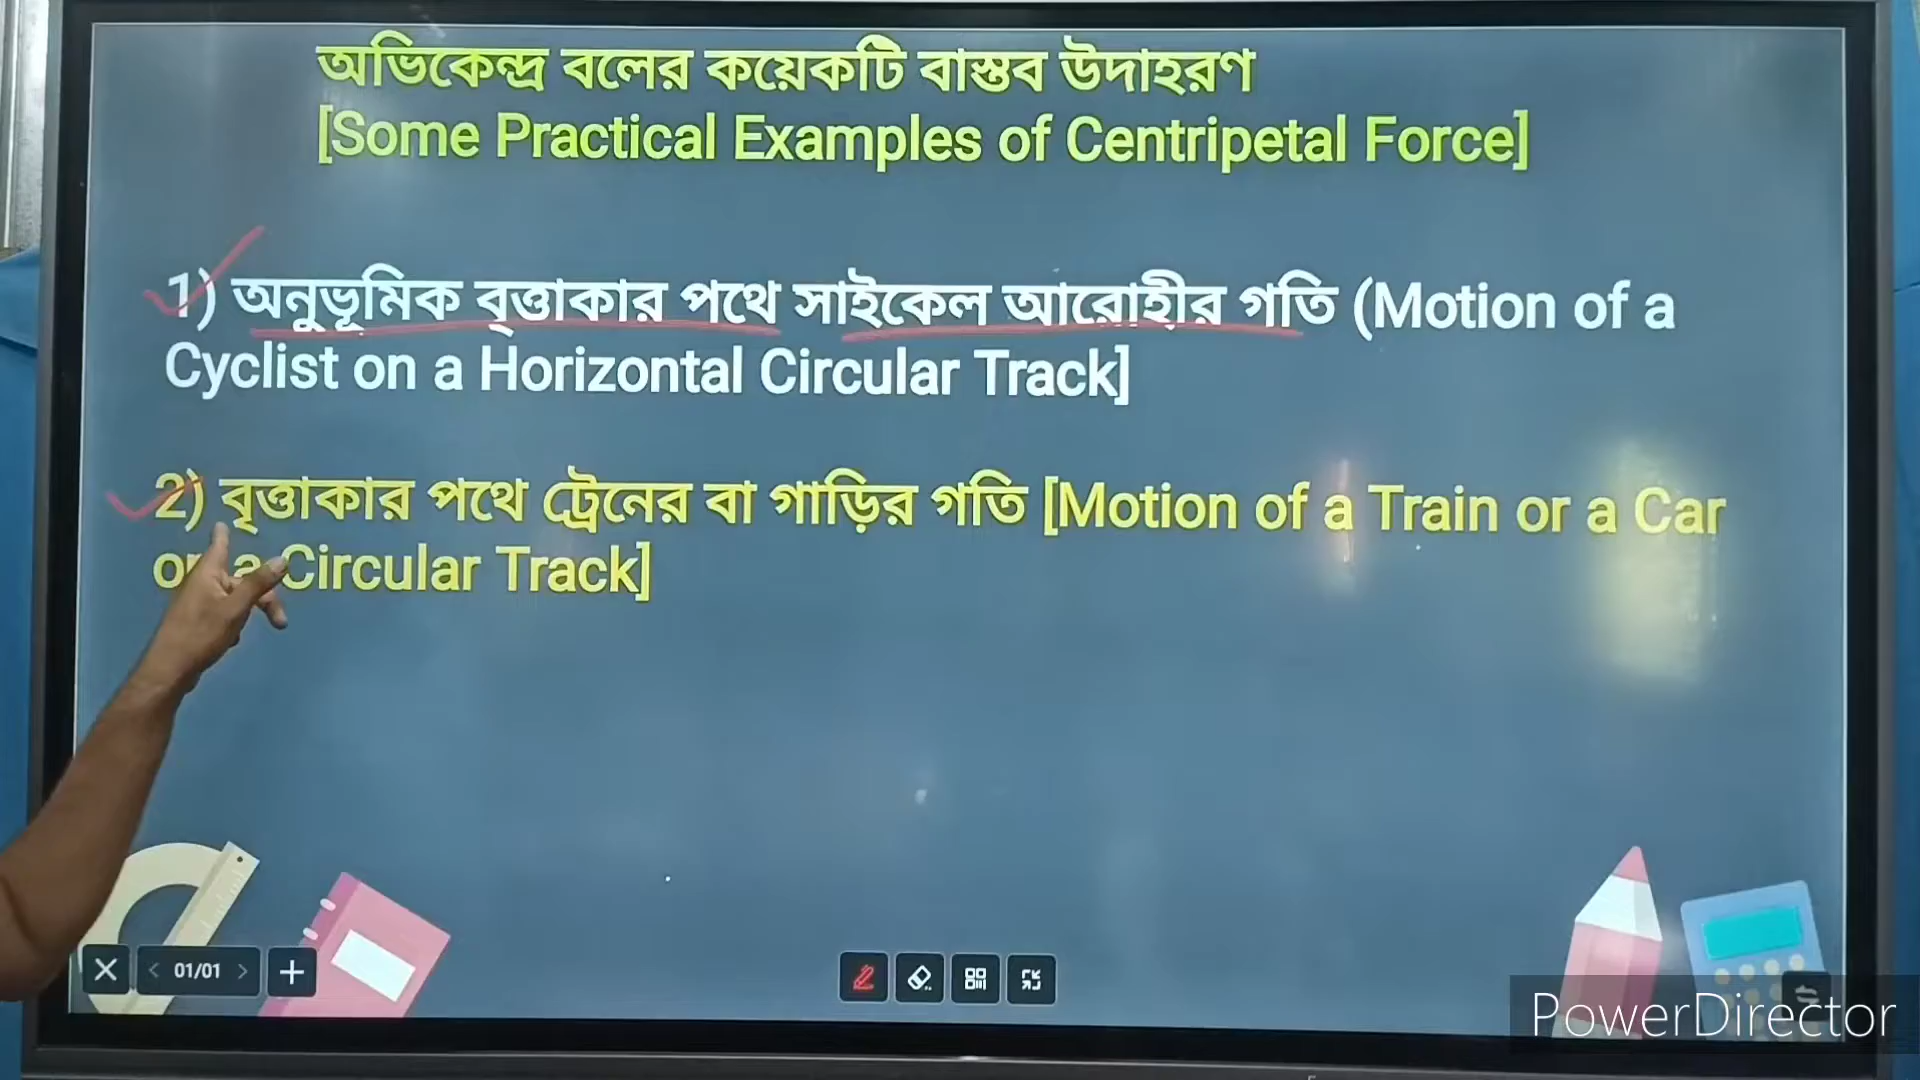 অভিকেন্দ্র বলের কয়েকটি বাস্তব উদাহরণ
[Some Practical Examples of Centripetal Force]
1) অনুভূমিক বৃত্তাকার পথে সাইকেল আরোহীর গতি (Motion of a
Cyclist on a Horizontal Circular Track]
2) বৃত্তাকার পথে ট্রেনের বা গাড়ির গতি [Motion of a Train or a Car
on a Circular Track]
01/01
PowerDirector